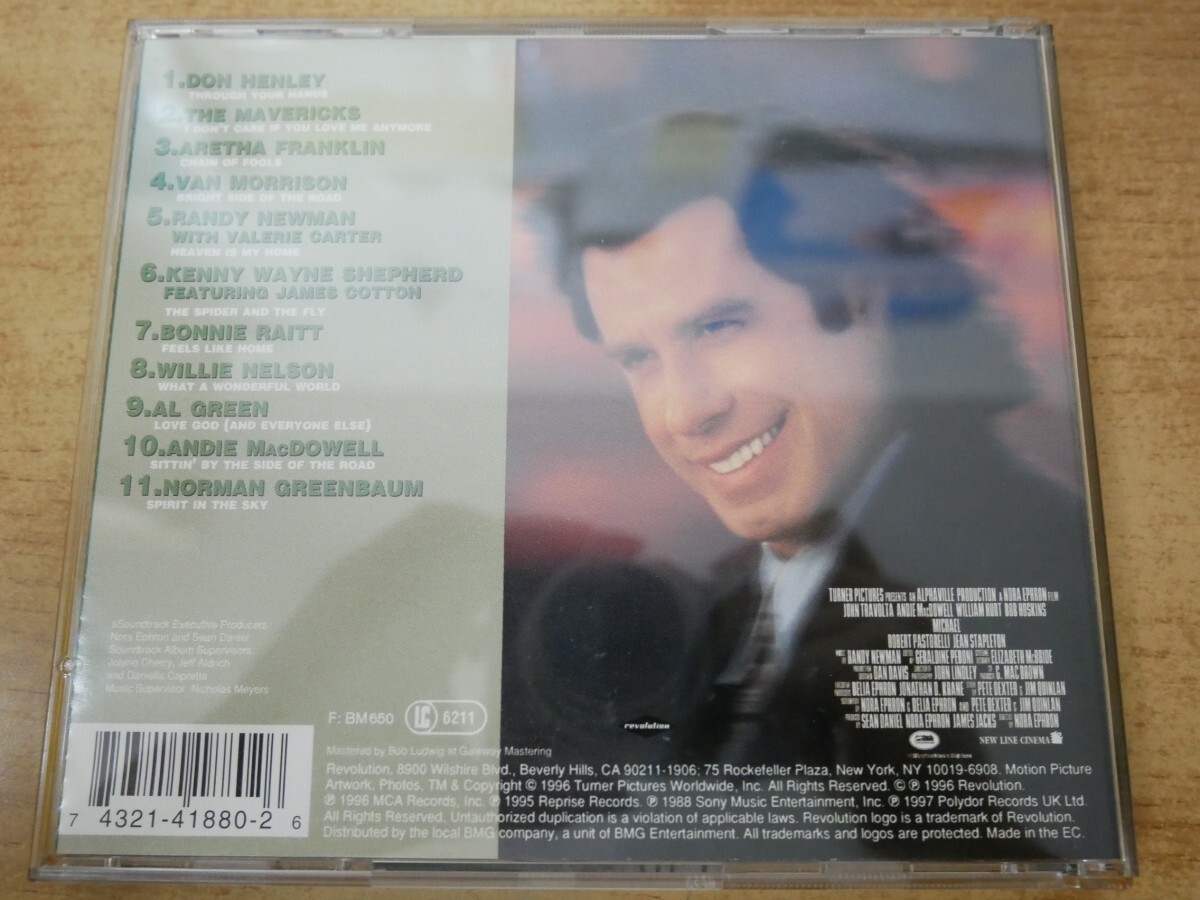 1.DON HENLEY
THROUGH YOUR HANDS
2.THE MAVERICKS
I DON'T CARE IF YOU LOVE ME ANYMORE
3.ARETHA FRANKLIN
CHAIN OF FOOLS
4.VAN MORRISON
BRIGHT SIDE OF THE ROAD
5.RANDY NEWMAN
WITH VALERIE CARTER
HEAVEN IS MY HOME
6.KENNY WAYNE SHEPHERD
FEATURING JAMES COTTON
THE SPIDER AND THE FLY
7.BONNIE RAITT
FEELS LIKE HOME
8.WILLIE NELSON
WHAT A WONDERFUL WORLD
9.AL GREEN
LOVE GOD (AND EVERYONE ELSE)
10.ANDIE MacDOWELL
SITTIN' BY THE SIDE OF THE ROAD
11.NORMAN GREENBAUM
SPIRIT IN THE SKY
Soundtrack Executive Producers
Nora Ephron and Sean Daniel
Soundtrack Album Supervisors:
Jolene Cherry, Jeff Aldrich
and Daniella Capretta
Music Supervisor: Nicholas Meyers
TURNER PICTURES PRESENTS AN ALPHAVILLE PRODUCTION A NORA EPHRON FILM
JOHN TRAVOLTA ANDIE MacDOWELL WILLIAM HURT BOB HOSKINS
MICHAEL
ROBERT PASTORELLI JEAN STAPLETON
RANDY NEWMAN GERALDINE PERONI ELIZABETH McBRIDE
DAN DAVIS JOHN LINDLEY G. MAC BROWN
DELIA EPHRON JONATHAN D. KRANE PETE DEXTER & JIM QUINLAN
NORA EPHRON & DELIA EPHRON AND PETE DEXTER & JIM QUINLAN
SEAN DANIEL NORA EPHRON JAMES JACKS NORA EPHRON
NEW LINE CINEMA
revolution
F: BM650 LC 6211
Mastered by Bob Ludwig at Gateway Mastering
Revolution, 8900 Wilshire Blvd., Beverly Hills, CA 90211-1906; 75 Rockefeller Plaza, New York, NY 10019-6908. Motion Picture
Artwork, Photos, TM & Copyright © 1996 Turner Pictures Worldwide, Inc. All Rights Reserved. © ℗ 1996 Revolution.
℗ 1996 MCA Records, Inc. ℗ 1995 Reprise Records. ℗ 1988 Sony Music Entertainment, Inc. ℗ 1997 Polydor Records UK Ltd.
All Rights Reserved. Unauthorized duplication is a violation of applicable laws. Revolution logo is a trademark of Revolution.
Distributed by the local BMG company, a unit of BMG Entertainment. All trademarks and logos are protected. Made in the EC.
7 4321-41880-2 6